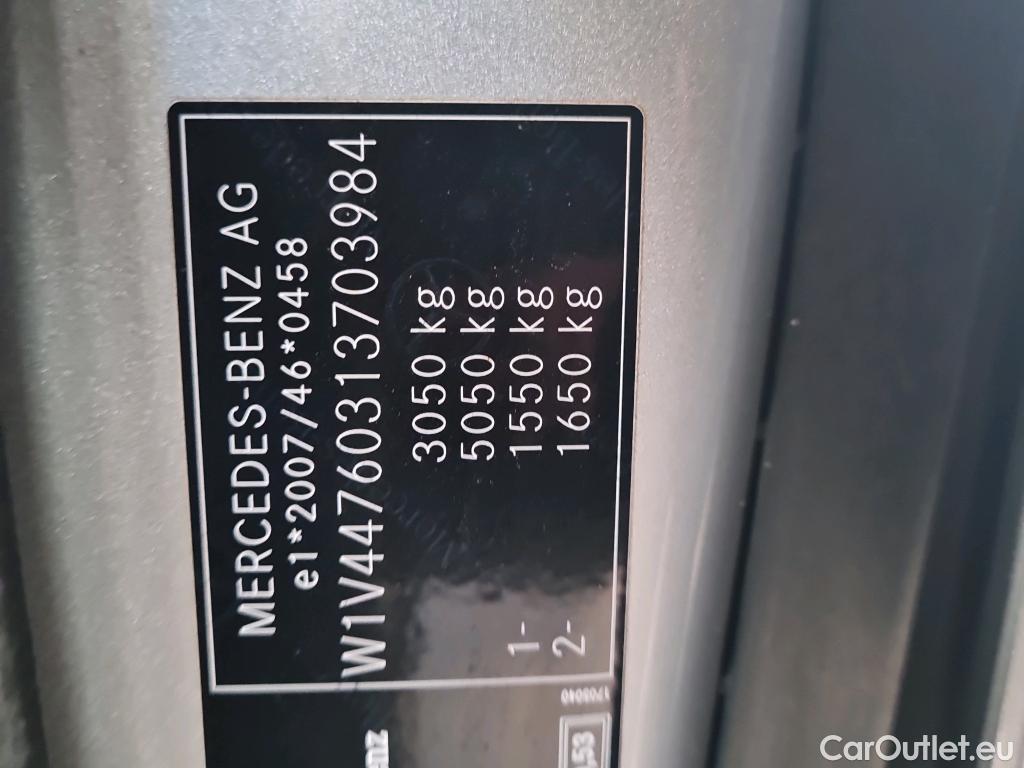 MERCEDES-BENZ AG
e1*2007/46*0458
W1V44760313703984
3050 kg
5050 kg
1- 1550 kg
2- 1650 kg
1705040
CarOutlet.eu